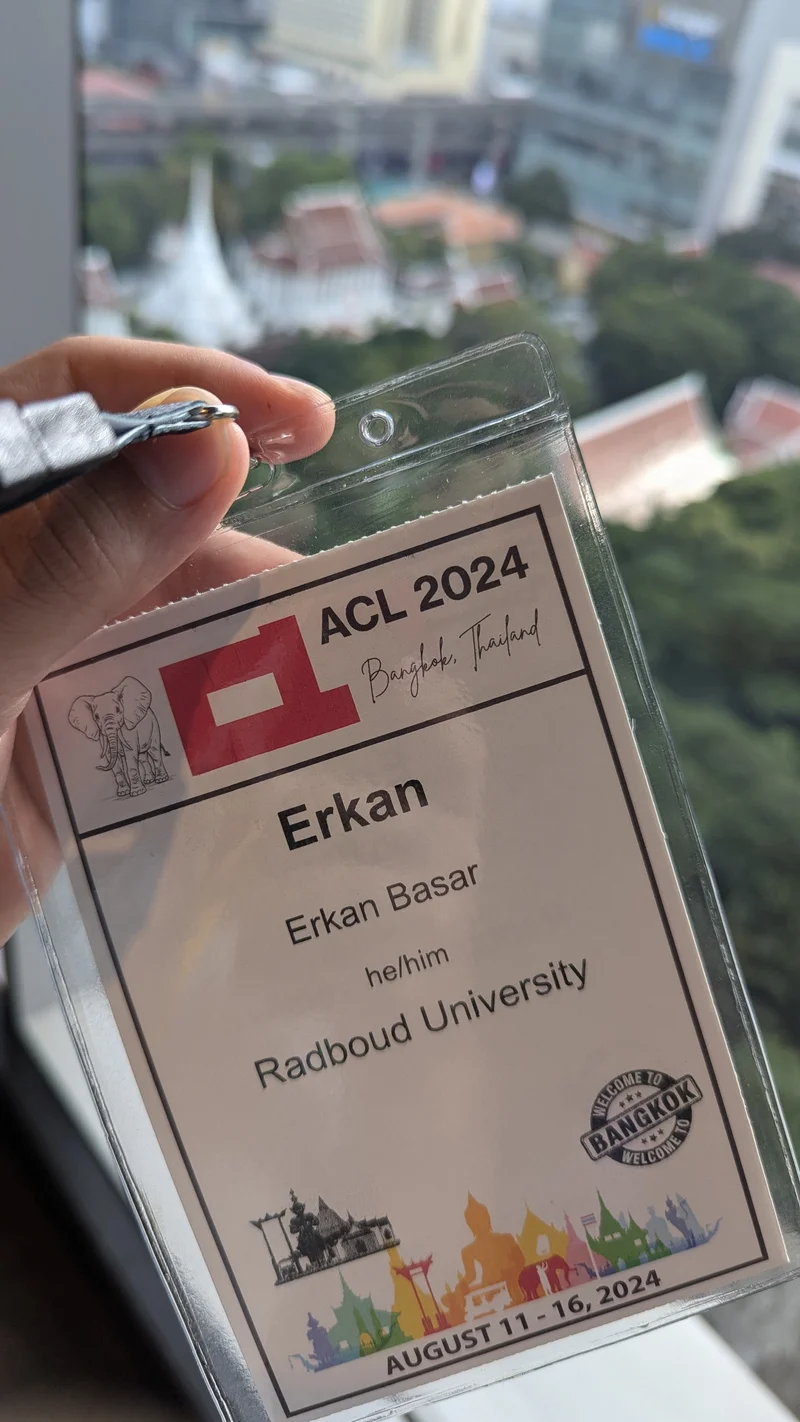 ACL 2024
Bangkok, Thailand
Erkan
Erkan Basar
he/him
Radboud University
WELCOME TO
BANGKOK
WELCOME TO
AUGUST 11 - 16, 2024